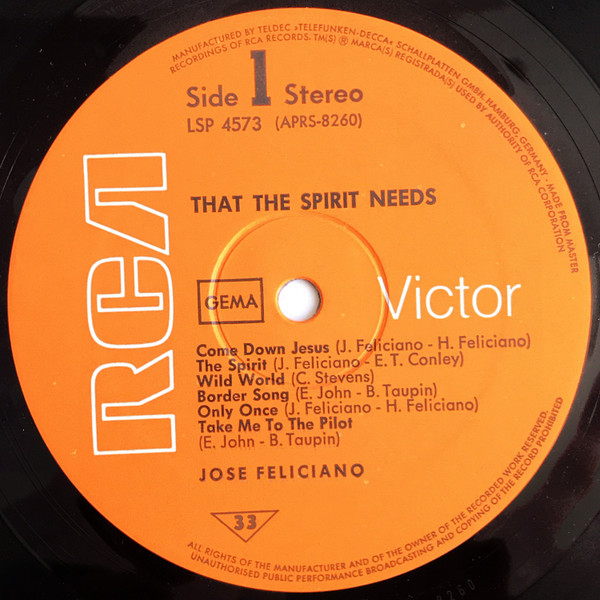 MANUFACTURED BY TELDEC »TELEFUNKEN-DECCA« SCHALLPLATTEN GMBH, HAMBURG, GERMANY - MADE FROM MASTER
RECORDINGS OF RCA RECORDS. TM(S) ® MARCA(S) REGISTRADA(S) USED BY AUTHORITY OF RCA CORPORATION
Side 1 Stereo
LSP 4573 (APRS-8260)
THAT THE SPIRIT NEEDS
RCA
GEMA
Victor
Come Down Jesus (J. Feliciano - H. Feliciano)
The Spirit (J. Feliciano - E.T. Conley)
Wild World (C. Stevens)
Border Song (E. John - B. Taupin)
Only Once (J. Feliciano - H. Feliciano)
Take Me To The Pilot
(E. John - B. Taupin)
JOSE FELICIANO
33
ALL RIGHTS OF THE MANUFACTURER AND OF THE OWNER OF THE RECORDED WORK RESERVED.
UNAUTHORISED PUBLIC PERFORMANCE BROADCASTING AND COPYING OF THE RECORD PROHIBITED